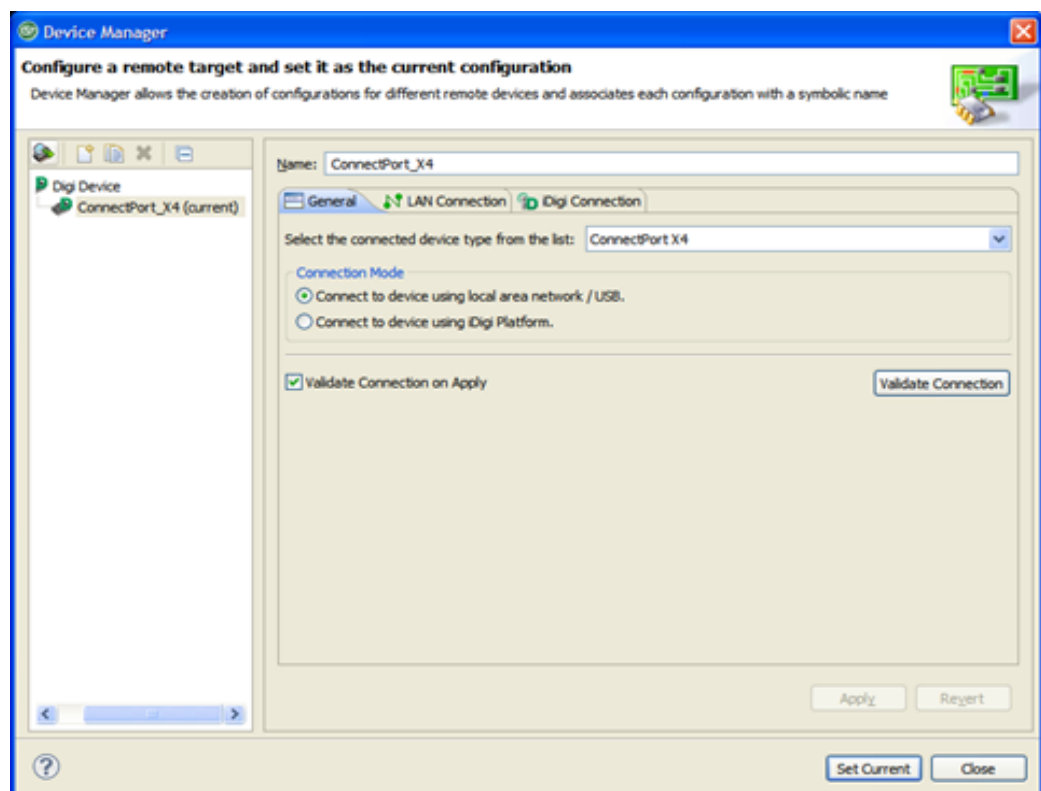 Device Manager
Configure a remote target and set it as the current configuration
Device Manager allows the creation of configurations for different remote devices and associates each configuration with a symbolic name
Digi Device
ConnectPort_X4 (current)
Name: ConnectPort_X4
General LAN Connection iDigi Connection
Select the connected device type from the list: ConnectPort X4
Connection Mode
Connect to device using local area network / USB.
Connect to device using iDigi Platform.
Validate Connection on Apply Validate Connection
Apply Revert
? Set Current Close